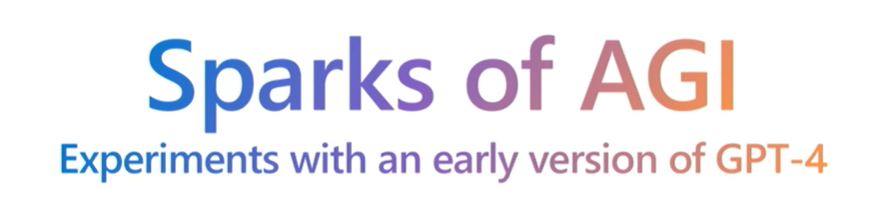 Sparks of AGI
Experiments with an early version of GPT-4